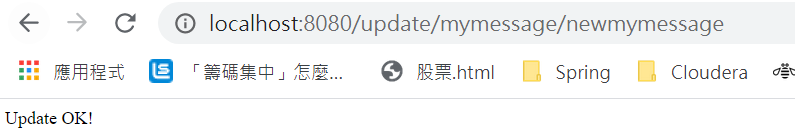 localhost:8080/update/mymessage/newmymessage
應用程式 LS 「籌碼集中」怎麼... 股票.html Spring Cloudera
Update OK!